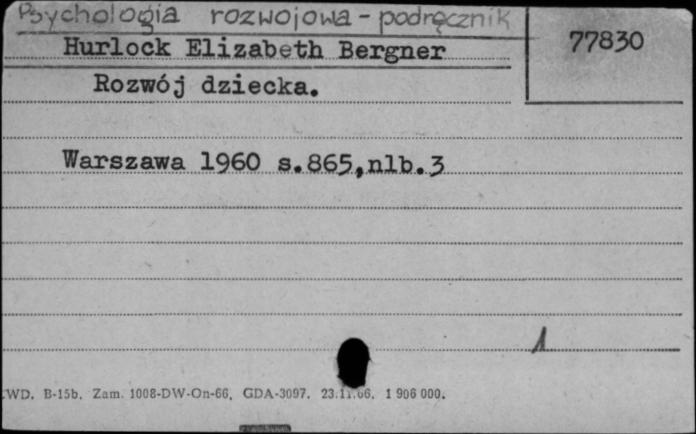 Psychologia rozwojowa - podręcznik
77830
Hurlock Elizabeth Bergner
Rozwój dziecka.
Warszawa 1960 s.865,nlb.3
1
WD. B-15b. Zam. 1008-DW-On-66. GDA-3097. 23.11.66. 1 906 000.